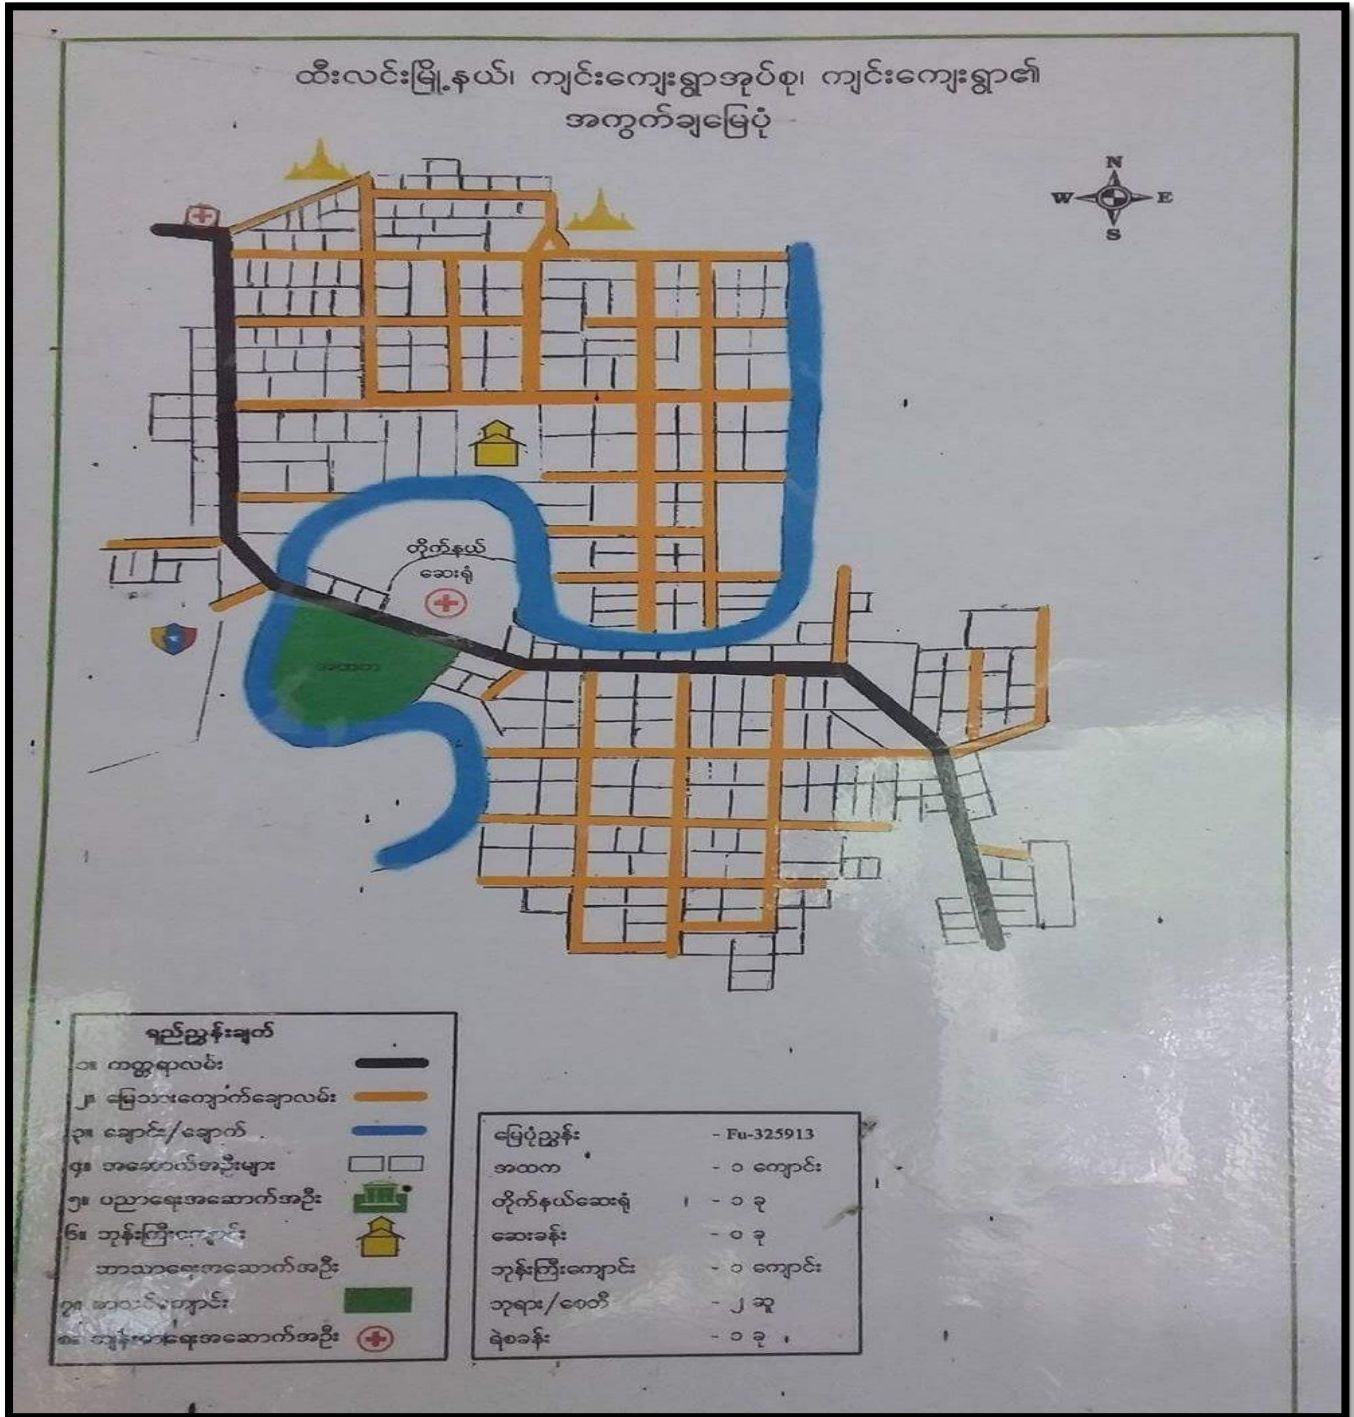 ထီးလင်းမြို့နယ်၊ ကျင်းကျေးရွာအုပ်စု၊ ကျင်းကျေးရွာ၏
အကွက်ချမြေပုံ
N
W E
S
တိုက်နယ်
ဆေးရုံ
အထက
ရည်ညွှန်းချက်
၁။ ကတ္တရာလမ်း
၂။ မြေသားကျောက်ချောလမ်း
၃။ ချောင်း/ချောက်
၄။ အဆောက်အဦးများ
၅။ ပညာရေးအဆောက်အဦး
၆။ ဘုန်းကြီးကျောင်း
ဘာသာရေးအဆောက်အဦး
၇။ စာသင်ကျောင်း
၈။ ကျန်းမာရေးအဆောက်အဦး
မြေပုံညွှန်း - Fu-325913
အထက - ၁ ကျောင်း
တိုက်နယ်ဆေးရုံ - ၁ ခု
ဆေးခန်း - ၀ ခု
ဘုန်းကြီးကျောင်း - ၁ ကျောင်း
ဘုရား/စေတီ - ၂ ဆူ
ရဲစခန်း - ၁ ခု